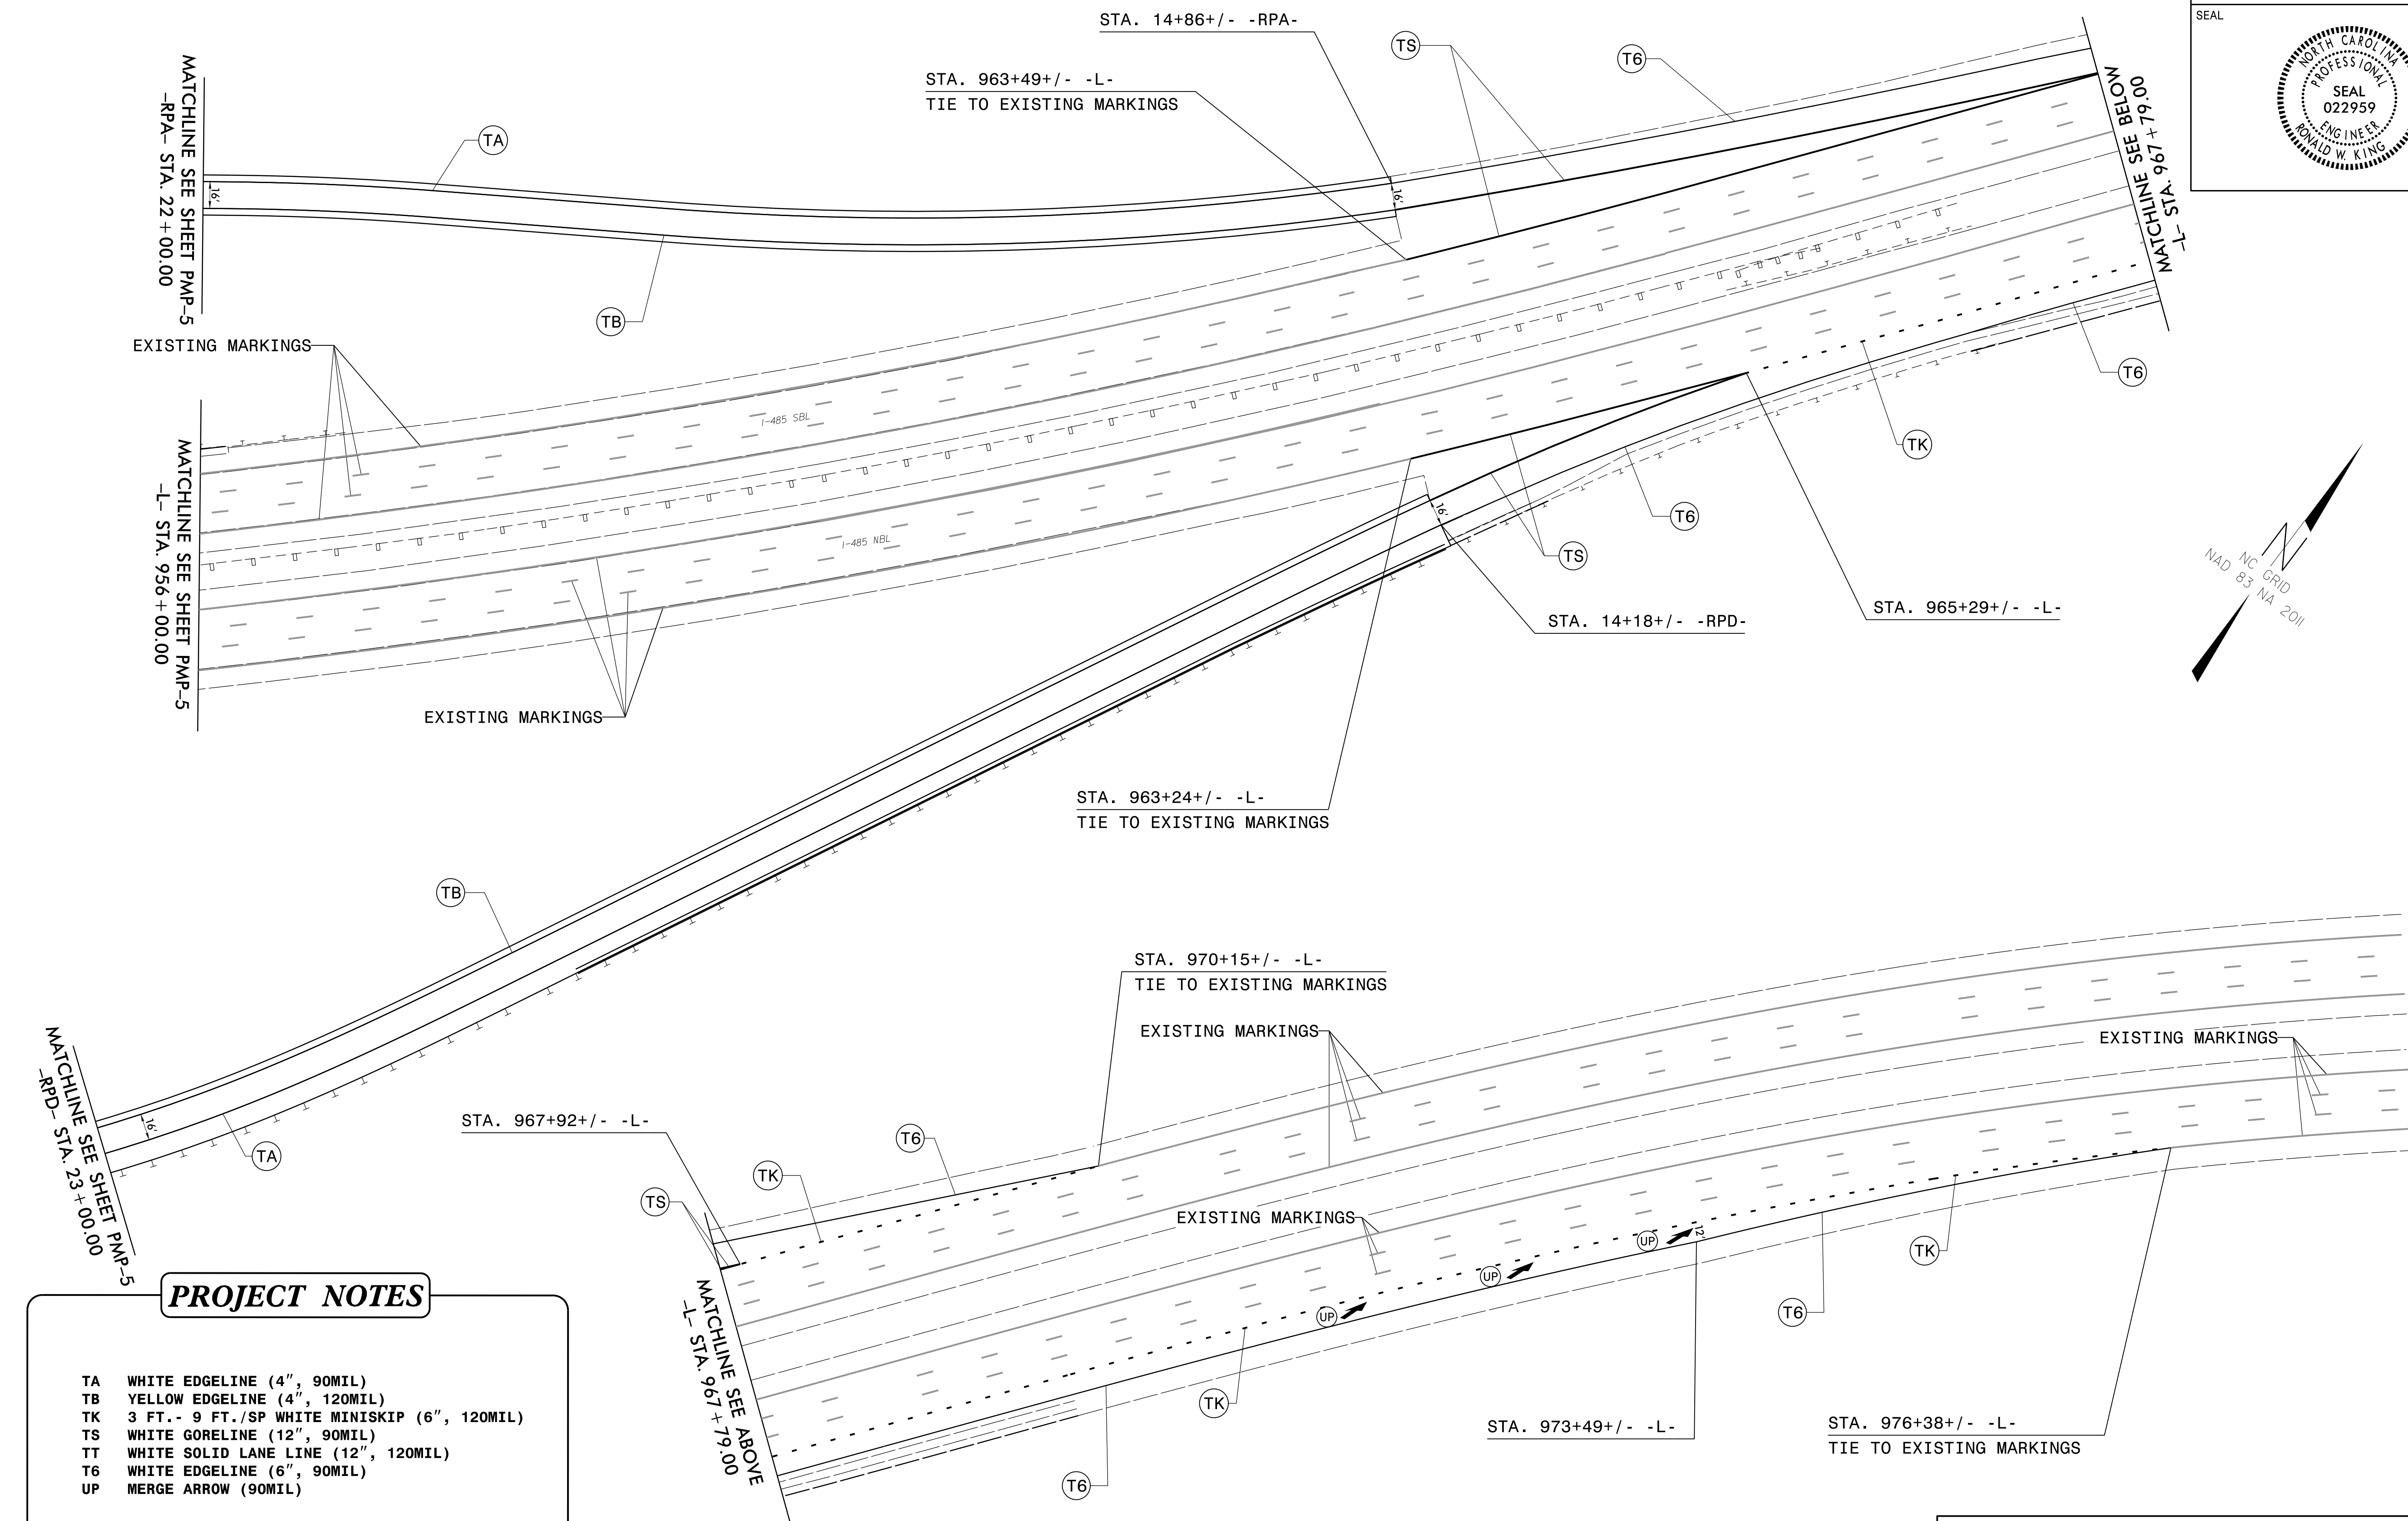 STA. 14+86+/- -RPA-
STA. 963+49+/- -L-
TIE TO EXISTING MARKINGS
TS
T6
SEAL
NORTH CAROLINA
PROFESSIONAL
SEAL
022959
ENGINEER
RONALD W. KING
MATCHLINE SEE SHEET PMP-5
-RPA- STA. 22+00.00
TA
16'
16'
TB
MATCHLINE SEE BELOW
-L- STA. 967+79.00
EXISTING MARKINGS
I-485 SBL
T6
MATCHLINE SEE SHEET PMP-5
-L- STA. 956+00.00
TK
I-485 NBL
16'
T6
TS
NC GRID
NAD 83 NA 2011
STA. 14+18+/- -RPD-
STA. 965+29+/- -L-
EXISTING MARKINGS
STA. 963+24+/- -L-
TIE TO EXISTING MARKINGS
TB
STA. 970+15+/- -L-
TIE TO EXISTING MARKINGS
EXISTING MARKINGS
EXISTING MARKINGS
MATCHLINE SEE SHEET PMP-5
-RPD- STA. 23+00.00
16'
TA
STA. 967+92+/- -L-
T6
TK
TS
EXISTING MARKINGS
UP
UP
UP
12'
TK
T6
MATCHLINE SEE ABOVE
-L- STA. 967+79.00
TK
T6
STA. 973+49+/- -L-
STA. 976+38+/- -L-
TIE TO EXISTING MARKINGS
PROJECT NOTES
TA WHITE EDGELINE (4", 90MIL)
TB YELLOW EDGELINE (4", 120MIL)
TK 3 FT.- 9 FT./SP WHITE MINISKIP (6", 120MIL)
TS WHITE GORELINE (12", 90MIL)
TT WHITE SOLID LANE LINE (12", 120MIL)
T6 WHITE EDGELINE (6", 90MIL)
UP MERGE ARROW (90MIL)